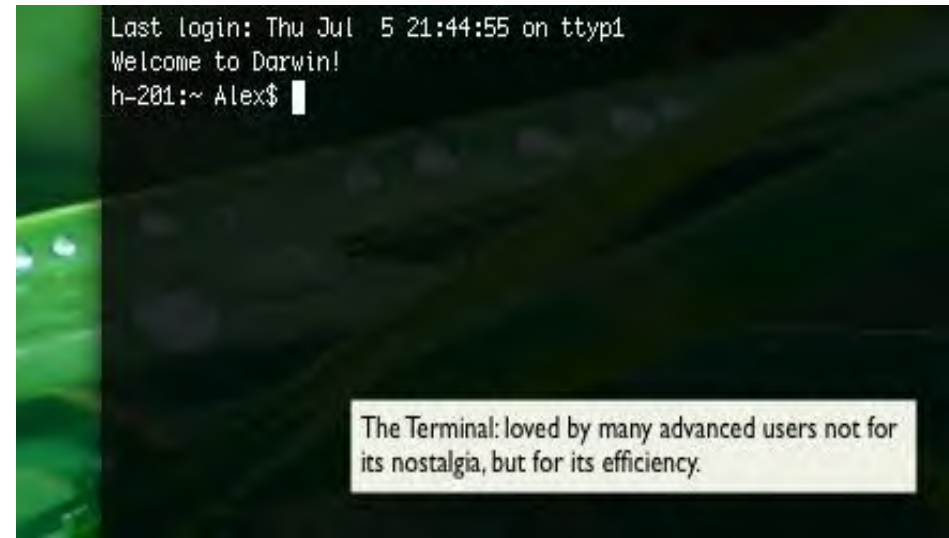 Last login: Thu Jul  5 21:44:55 on ttyp1
Welcome to Darwin!
h-201:~ Alex$
The Terminal: loved by many advanced users not for
its nostalgia, but for its efficiency.